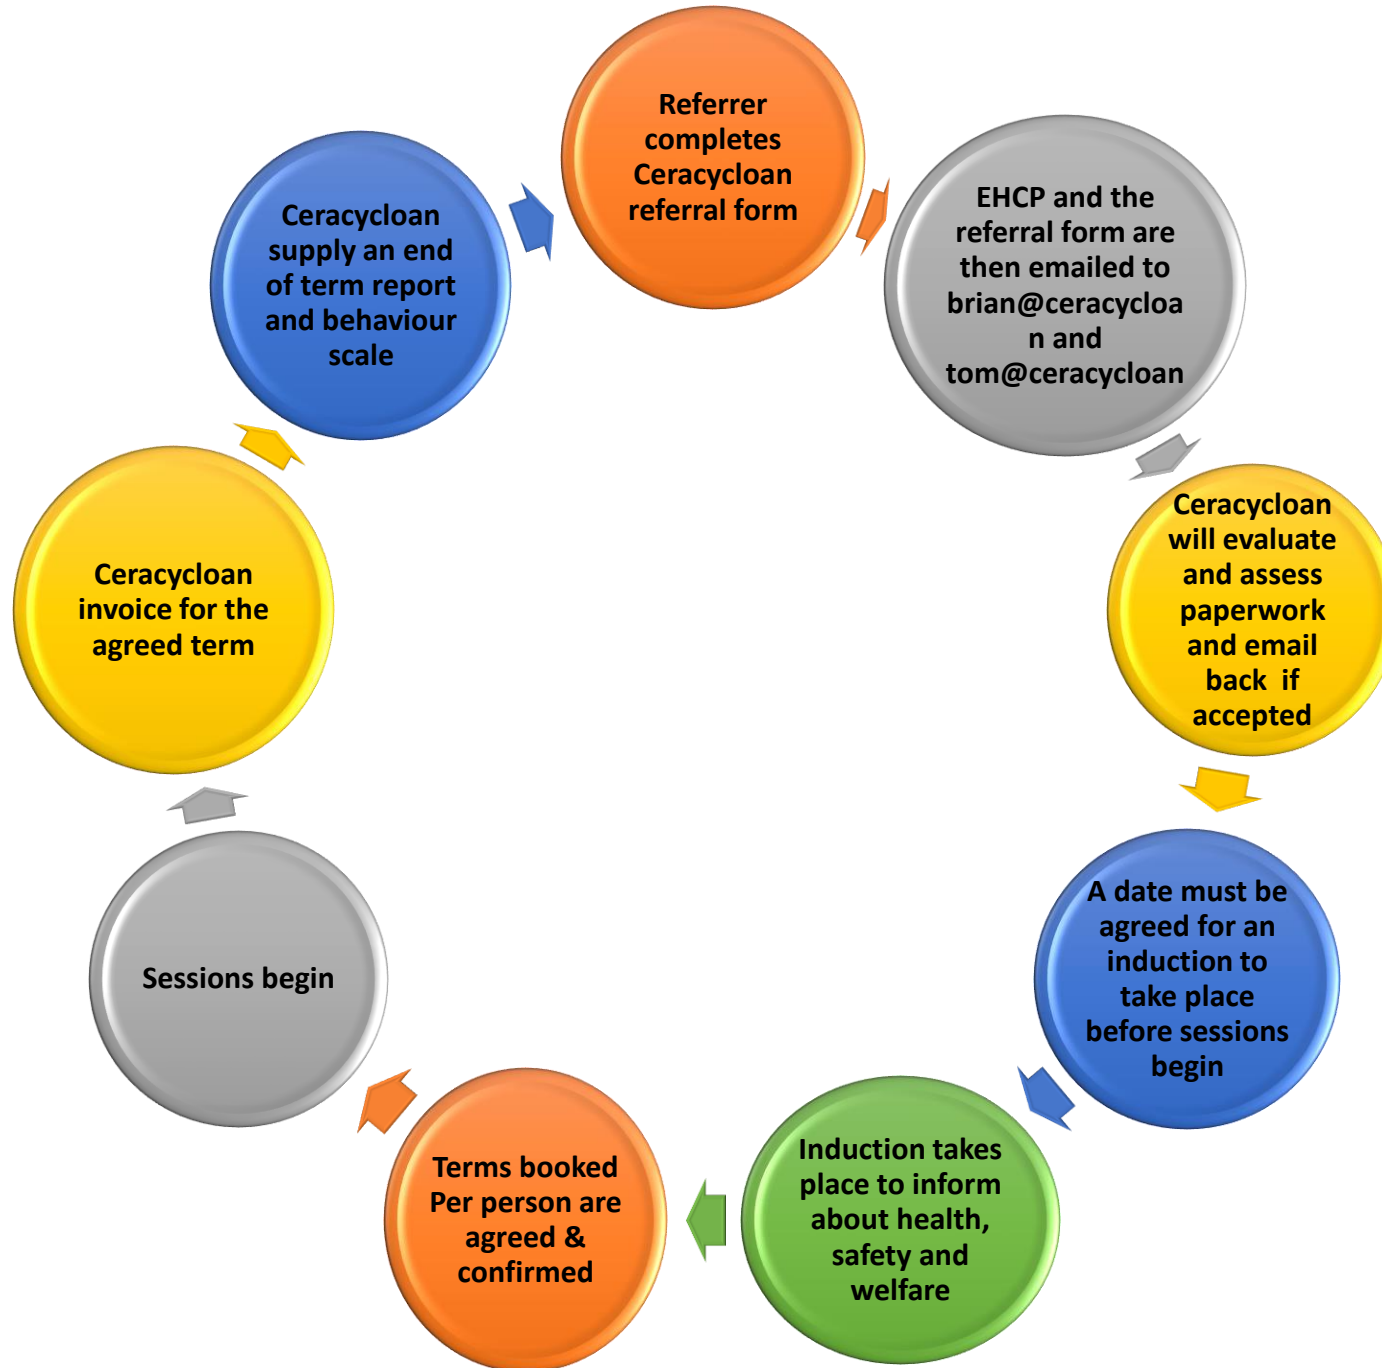 Referrer
completes
Ceracycloan
referral form
EHCP and the
referral form are
then emailed to
brian@ceracycloa
n and
tom@ceracycloan
Ceracycloan
will evaluate
and assess
paperwork
and email
back  if
accepted
A date must be
agreed for an
induction to
take place
before sessions
begin
Induction takes
place to inform
about health,
safety and
welfare
Terms booked
Per person are
agreed &
confirmed
Sessions begin
Ceracycloan
invoice for the
agreed term
Ceracycloan
supply an end
of term report
and behaviour
scale